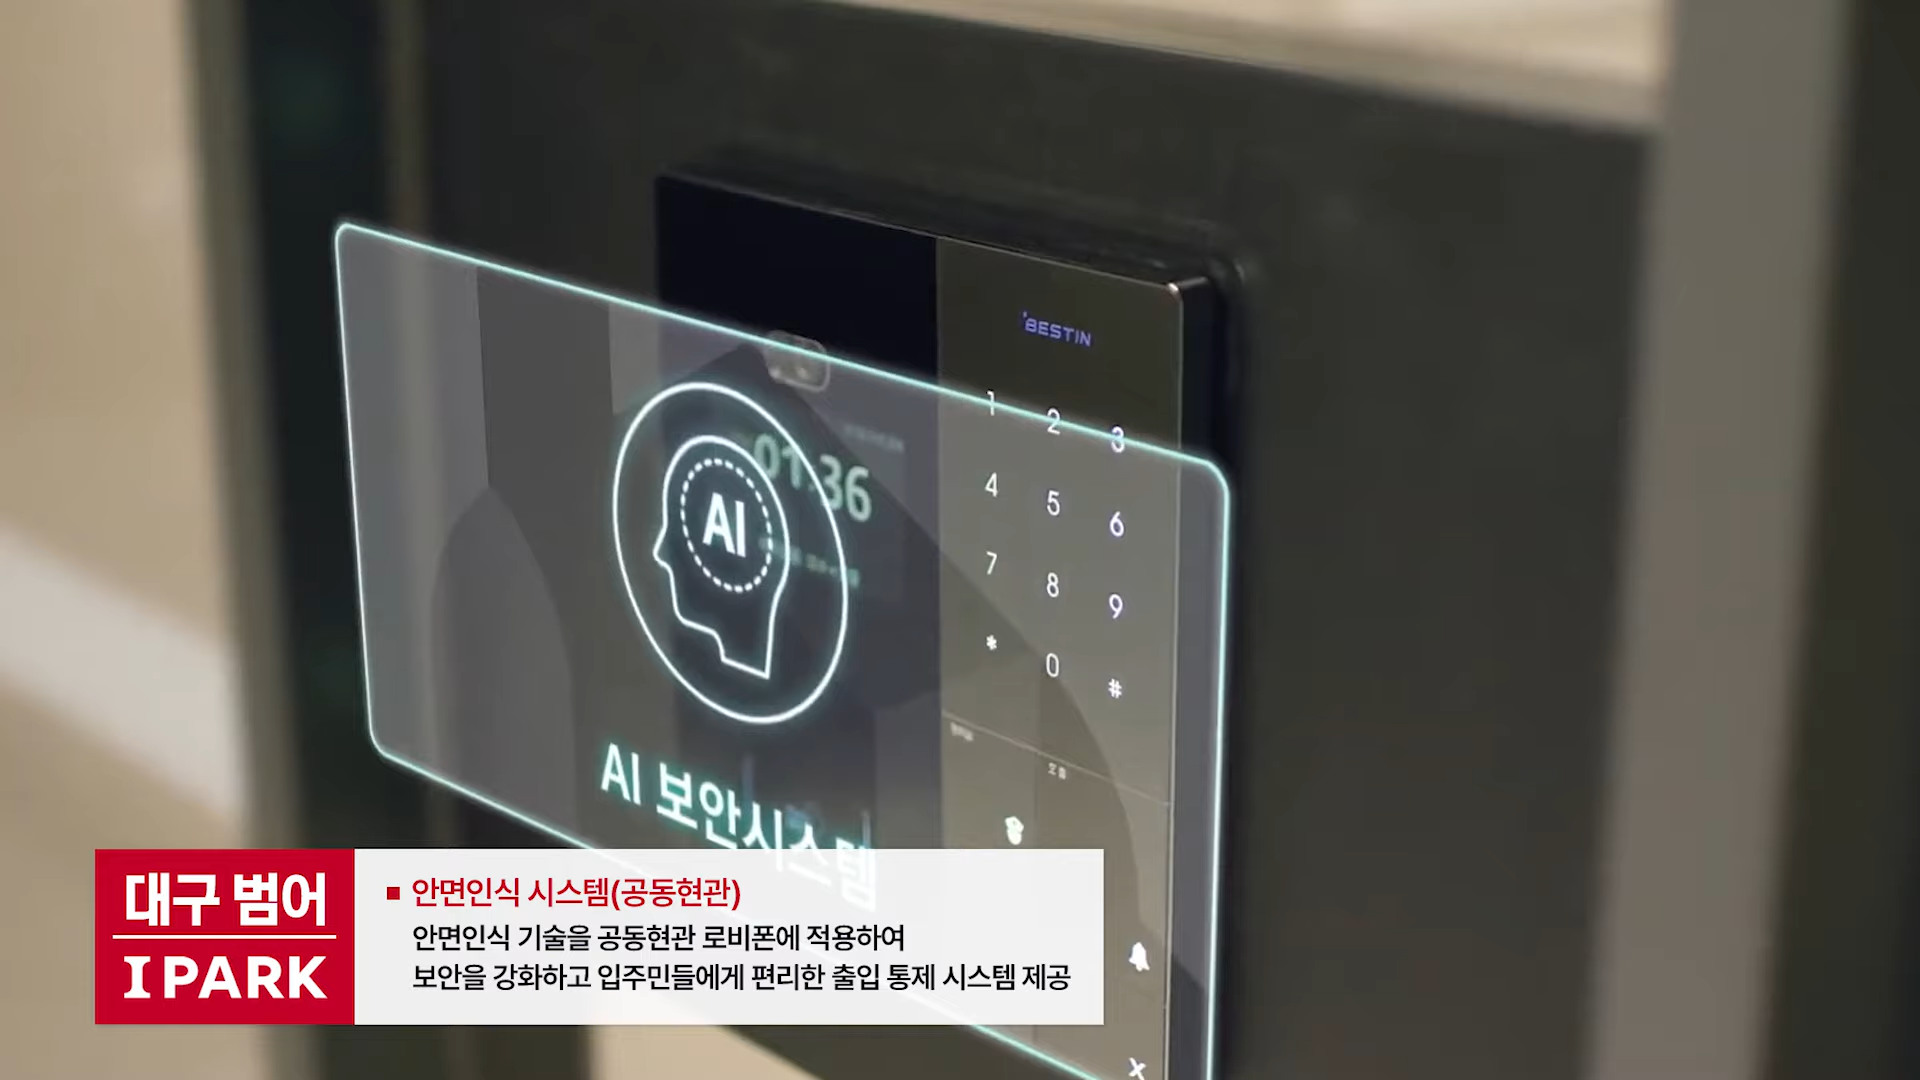 BESTIN
1 2 3
4 5 6
7 8 9
* 0 #
01:36
AI
AI 보안시스템
X
대구 범어
I PARK
안면인식 시스템(공동현관)
안면인식 기술을 공동현관 로비폰에 적용하여
보안을 강화하고 입주민들에게 편리한 출입 통제 시스템 제공